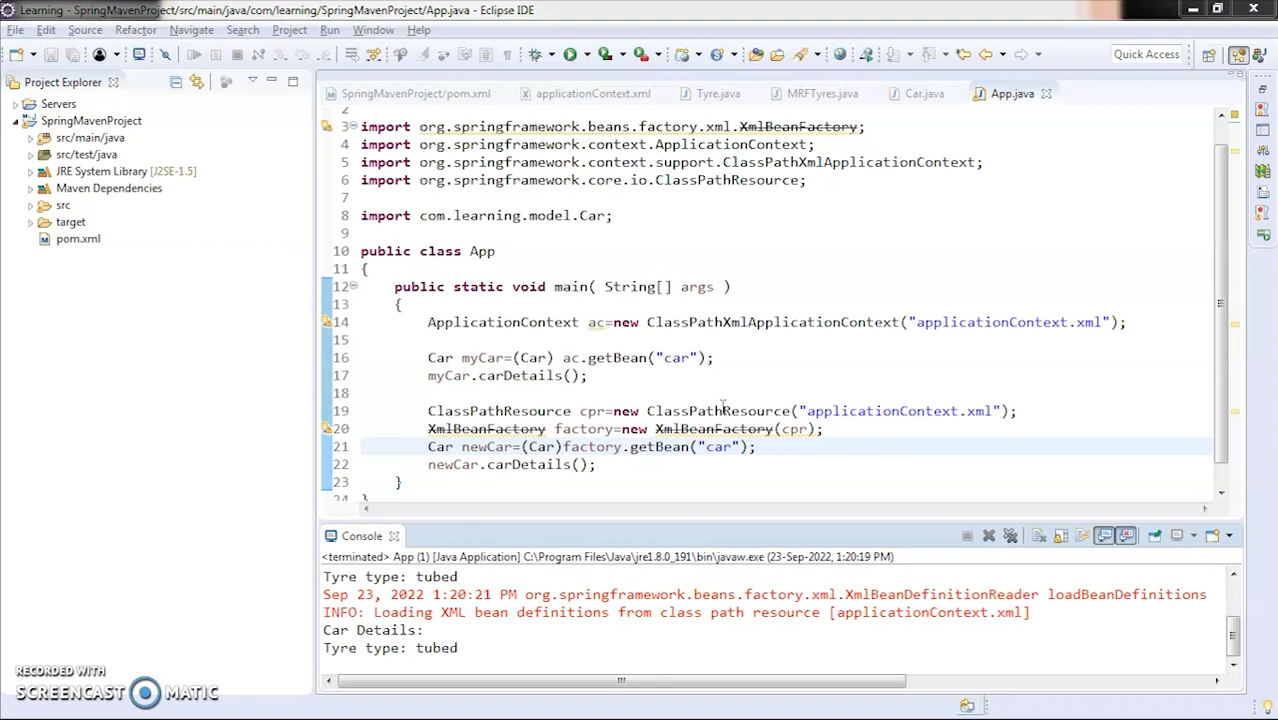 Learning - SpringMavenProject/src/main/java/com/learning/SpringMavenProject/App.java - Eclipse IDE
File Edit Source Refactor Navigate Search Project Run Window Help
Quick Access
Project Explorer
Servers
SpringMavenProject
src/main/java
src/test/java
JRE System Library [J2SE-1.5]
Maven Dependencies
src
target
pom.xml
SpringMavenProject/pom.xml applicationContext.xml Tyre.java MRFTyres.java Car.java App.java
2
3 import org.springframework.beans.factory.xml.XmlBeanFactory;
4 import org.springframework.context.ApplicationContext;
5 import org.springframework.context.support.ClassPathXmlApplicationContext;
6 import org.springframework.core.io.ClassPathResource;
7
8 import com.learning.model.Car;
9
10 public class App
11 {
12 public static void main( String[] args )
13 {
14 ApplicationContext ac=new ClassPathXmlApplicationContext("applicationContext.xml");
15
16 Car myCar=(Car) ac.getBean("car");
17 myCar.carDetails();
18
19 ClassPathResource cpr=new ClassPathResource("applicationContext.xml");
20 XmlBeanFactory factory=new XmlBeanFactory(cpr);
21 Car newCar=(Car)factory.getBean("car");
22 newCar.carDetails();
23 }
24 }
Console
<terminated> App (1) [Java Application] C:\Program Files\Java\jre1.8.0_191\bin\javaw.exe (23-Sep-2022, 1:20:19 PM)
Tyre type: tubed
Sep 23, 2022 1:20:21 PM org.springframework.beans.factory.xml.XmlBeanDefinitionReader loadBeanDefinitions
INFO: Loading XML bean definitions from class path resource [applicationContext.xml]
Car Details:
Tyre type: tubed
RECORDED WITH
SCREENCAST MATIC